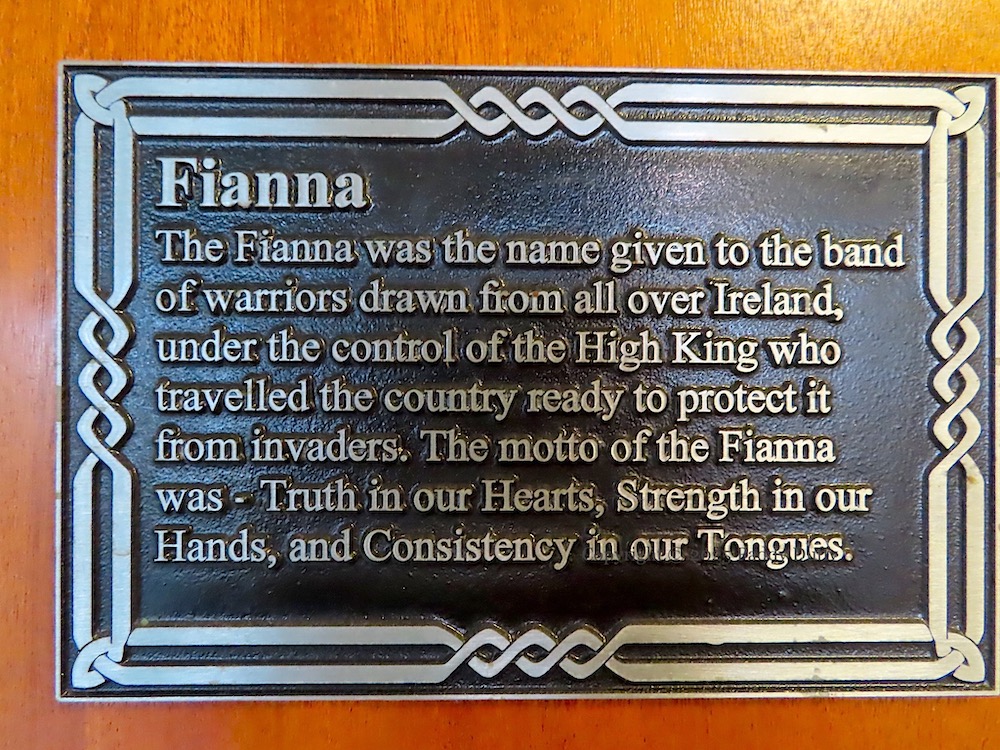 Fianna
The Fianna was the name given to the band
of warriors drawn from all over Ireland,
under the control of the High King who
travelled the country ready to protect it
from invaders. The motto of the Fianna
was - Truth in our Hearts, Strength in our
Hands, and Consistency in our Tongues.